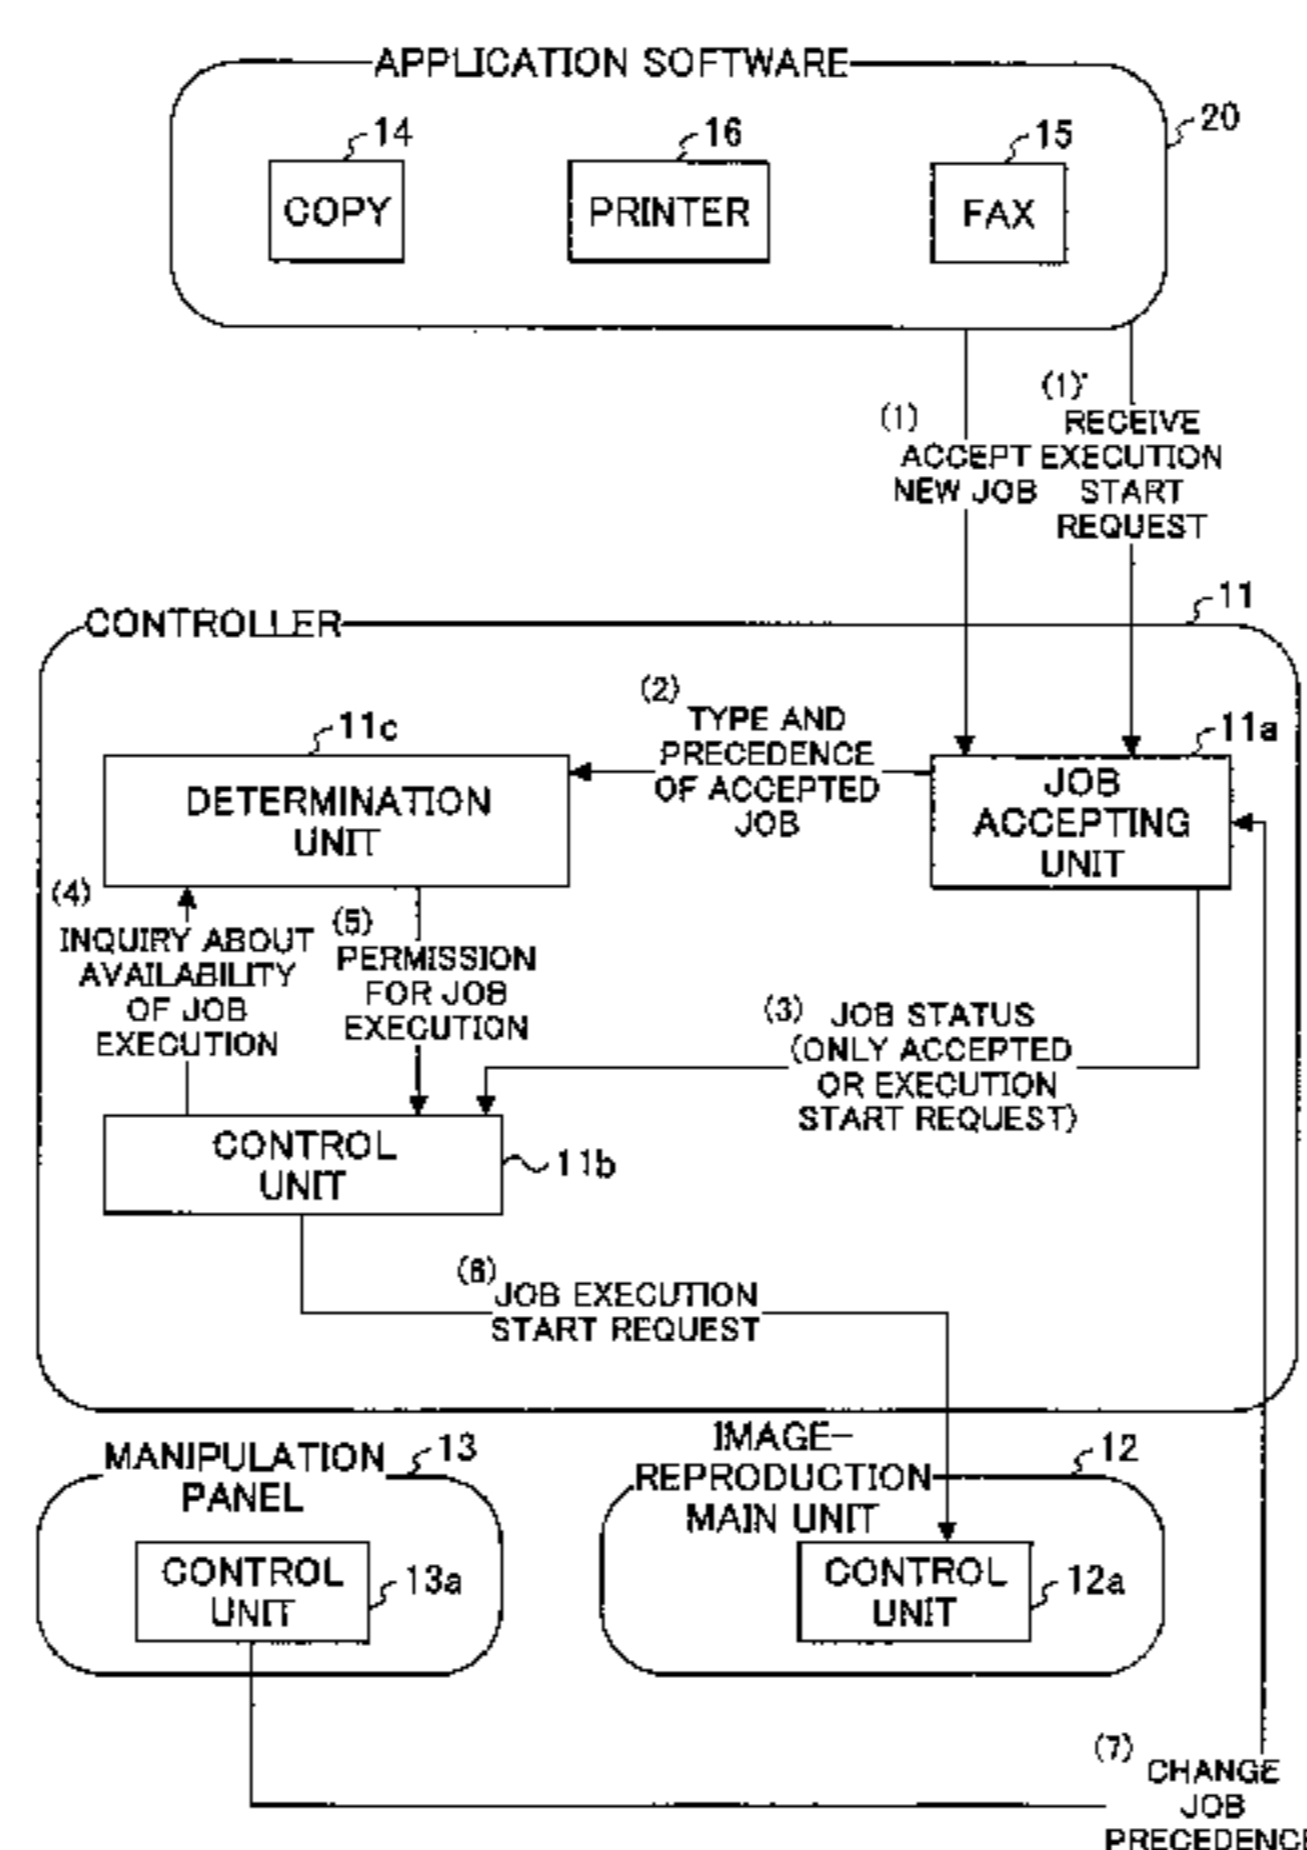 APPLICATION SOFTWARE
20
14
16
15
COPY
PRINTER
FAX
(1)
ACCEPT
NEW JOB
(1)'
RECEIVE
EXECUTION
START
REQUEST
CONTROLLER
11
(2)
TYPE AND
PRECEDENCE
OF ACCEPTED
JOB
11c
DETERMINATION
UNIT
11a
JOB
ACCEPTING
UNIT
(4)
INQUIRY ABOUT
AVAILABILITY
OF JOB
EXECUTION
(5)
PERMISSION
FOR JOB
EXECUTION
(3) JOB STATUS
(ONLY ACCEPTED
OR EXECUTION
START REQUEST)
CONTROL
UNIT
11b
(6)
JOB EXECUTION
START REQUEST
MANIPULATION
PANEL
13
CONTROL
UNIT
13a
IMAGE-
REPRODUCTION
MAIN UNIT
12
CONTROL
UNIT
12a
(7)
CHANGE
JOB
PRECEDENCE